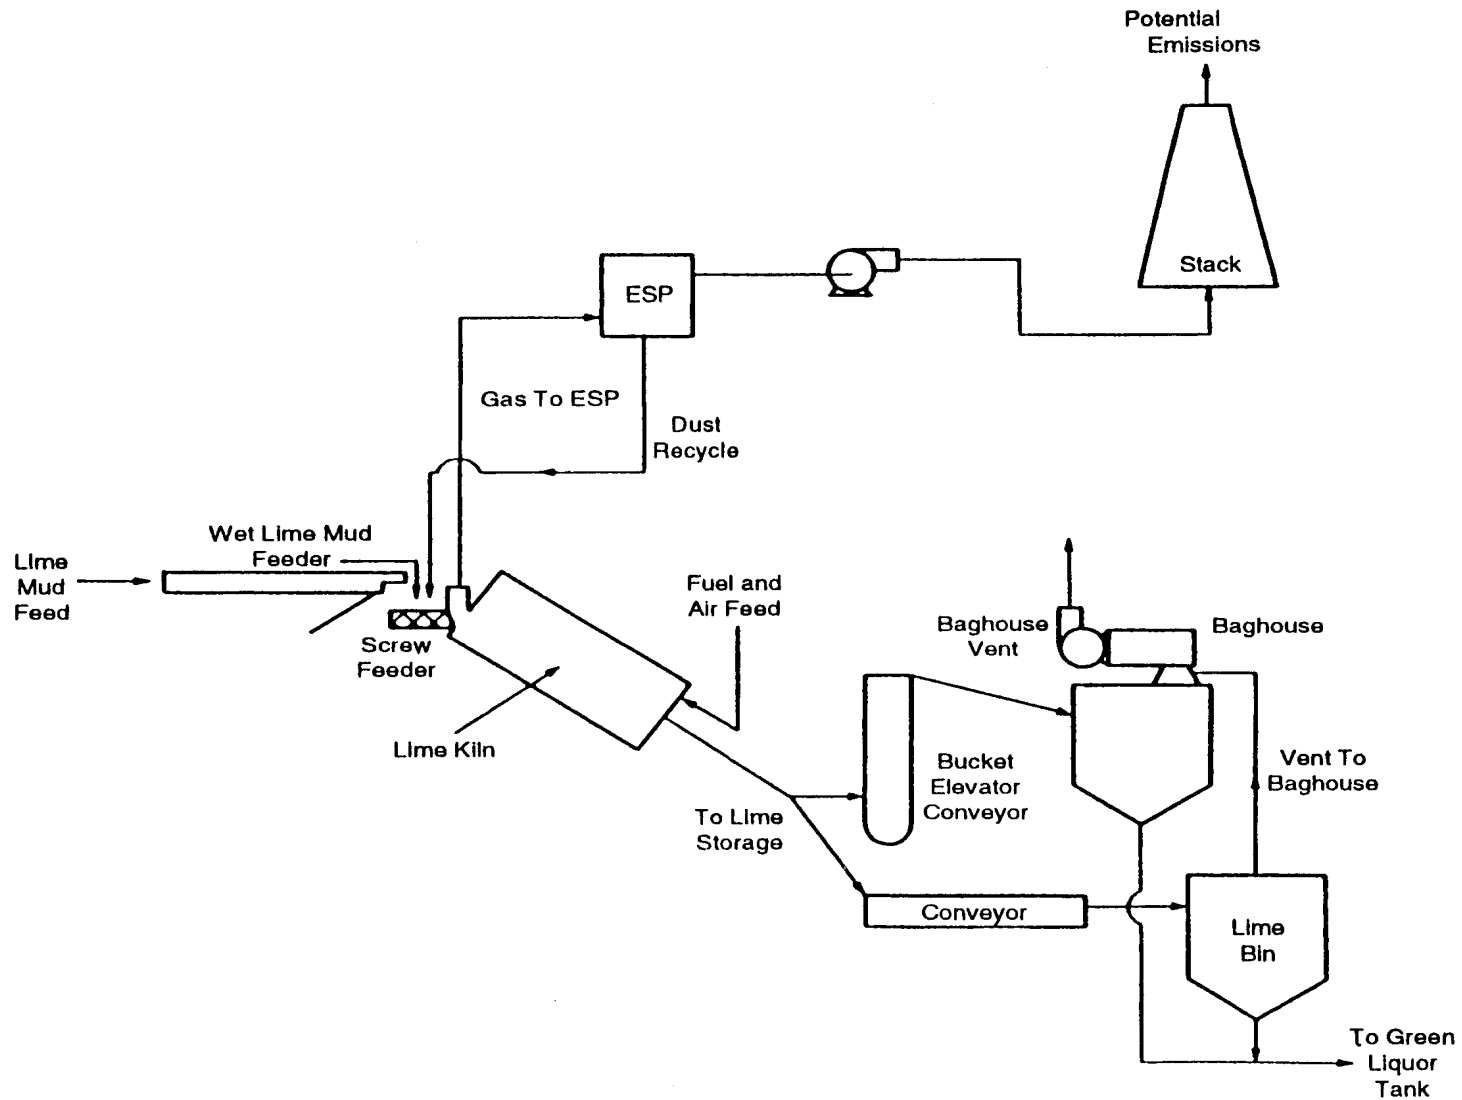 Potential
Emissions
Stack
ESP
Gas To ESP
Dust
Recycle
Wet Lime Mud
Feeder
Lime
Mud
Feed
Screw
Feeder
Fuel and
Air Feed
Lime Kiln
Baghouse
Vent
Baghouse
Bucket
Elevator
Conveyor
Vent To
Baghouse
To Lime
Storage
Conveyor
Lime
Bin
To Green
Liquor
Tank